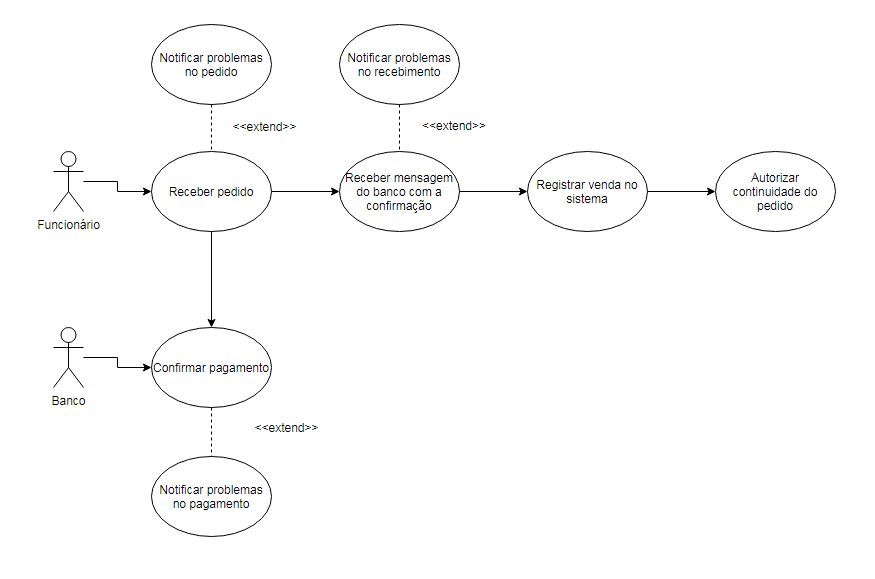 Notificar problemas
no pedido
Notificar problemas
no recebimento
<<extend>>
<<extend>>
Funcionário
Receber pedido
Receber mensagem
do banco com a
confirmação
Registrar venda no
sistema
Autorizar
continuidade do
pedido
Banco
Confirmar pagamento
<<extend>>
Notificar problemas
no pagamento